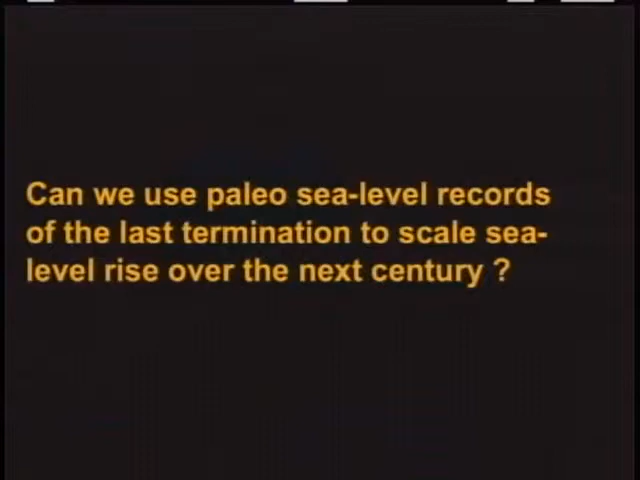 Can we use paleo sea-level records
of the last termination to scale sea-
level rise over the next century ?